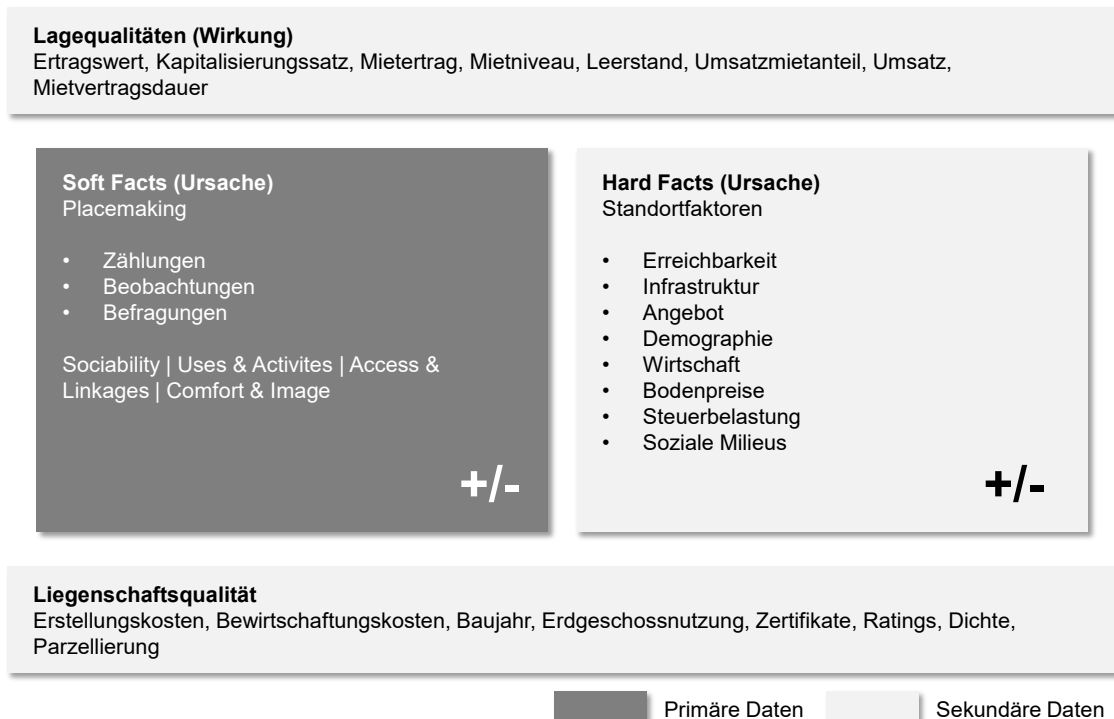 Lagequalitäten (Wirkung)
Ertragswert, Kapitalisierungssatz, Mietertrag, Mietniveau, Leerstand, Umsatzmietanteil, Umsatz,
Mietvertragsdauer
Soft Facts (Ursache)
Placemaking
• Zählungen
• Beobachtungen
• Befragungen
Sociability | Uses & Activites | Access &
Linkages | Comfort & Image
+/-
Hard Facts (Ursache)
Standortfaktoren
• Erreichbarkeit
• Infrastruktur
• Angebot
• Demographie
• Wirtschaft
• Bodenpreise
• Steuerbelastung
• Soziale Milieus
+/-
Liegenschaftsqualität
Erstellungskosten, Bewirtschaftungskosten, Baujahr, Erdgeschossnutzung, Zertifikate, Ratings, Dichte,
Parzellierung
Primäre Daten
Sekundäre Daten